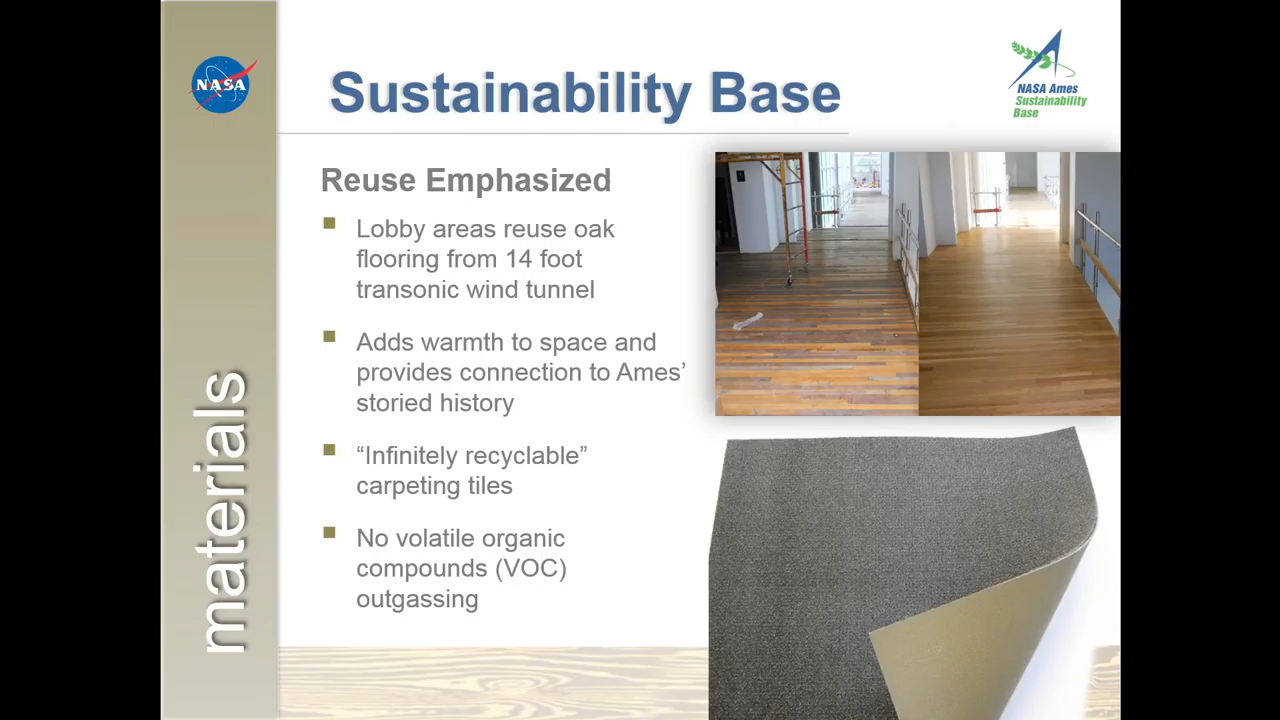 NASA
Sustainability Base
NASA Ames
Sustainability
Base
Reuse Emphasized
Lobby areas reuse oak
flooring from 14 foot
transonic wind tunnel
Adds warmth to space and
provides connection to Ames’
storied history
“Infinitely recyclable”
carpeting tiles
No volatile organic
compounds (VOC)
outgassing
materials